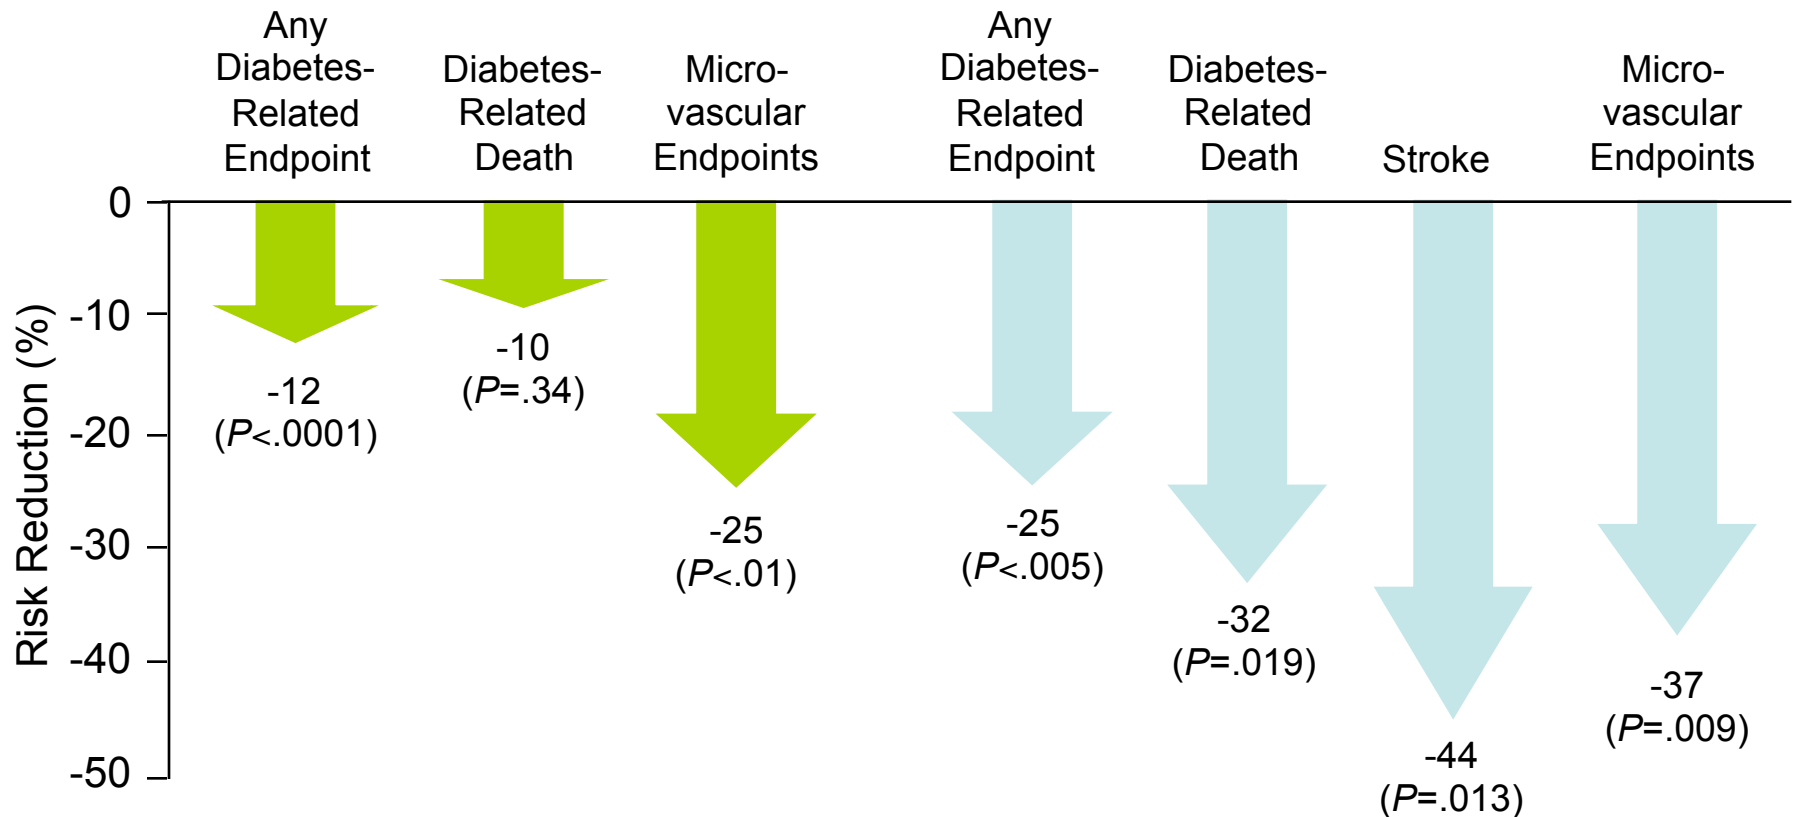 Any
Diabetes-
Related
Endpoint
Diabetes-
Related
Death
Micro-
vascular
Endpoints
Any
Diabetes-
Related
Endpoint
Diabetes-
Related
Death
Stroke
Micro-
vascular
Endpoints
Risk Reduction (%)
0
-10
-20
-30
-40
-50
-12
(P<.0001)
-10
(P=.34)
-25
(P<.01)
-25
(P<.005)
-32
(P=.019)
-44
(P=.013)
-37
(P=.009)